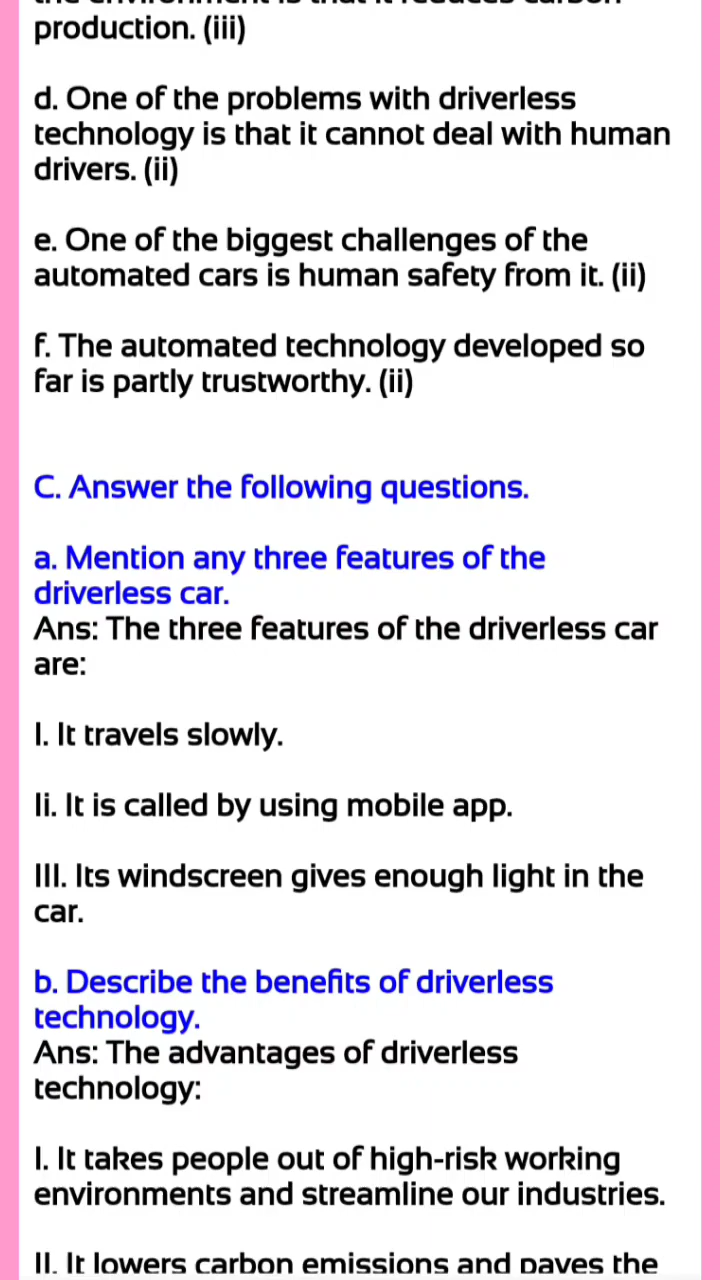 production. (iii)
d. One of the problems with driverless
technology is that it cannot deal with human
drivers. (ii)
e. One of the biggest challenges of the
automated cars is human safety from it. (ii)
f. The automated technology developed so
far is partly trustworthy. (ii)
C. Answer the following questions.
a. Mention any three features of the
driverless car.
Ans: The three features of the driverless car
are:
I. It travels slowly.
Ii. It is called by using mobile app.
III. Its windscreen gives enough light in the
car.
b. Describe the benefits of driverless
technology.
Ans: The advantages of driverless
technology:
I. It takes people out of high-risk working
environments and streamline our industries.
II. It lowers carbon emissions and paves the